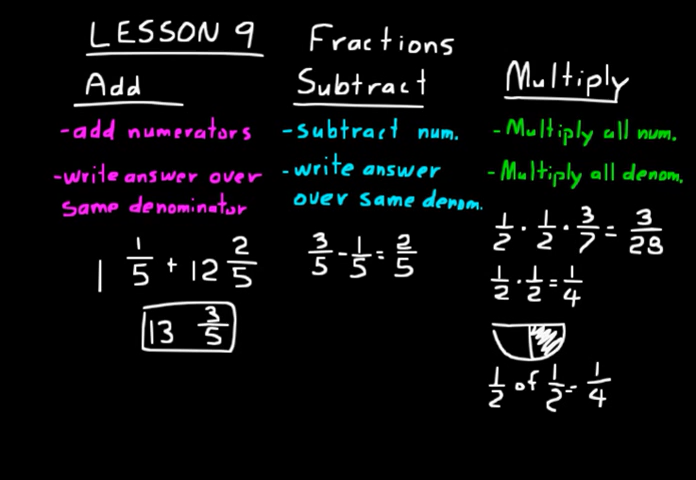 LESSON 9 Fractions
Add
-add numerators
-write answer over
same denominator
1 1/5 + 12 2/5
13 3/5
Subtract
-subtract num.
-write answer
over same denom.
3/5 - 1/5 = 2/5
Multiply
-Multiply all num.
-Multiply all denom.
1/2 · 1/2 · 3/7 = 3/28
1/2 · 1/2 = 1/4
1/2 of 1/2 = 1/4